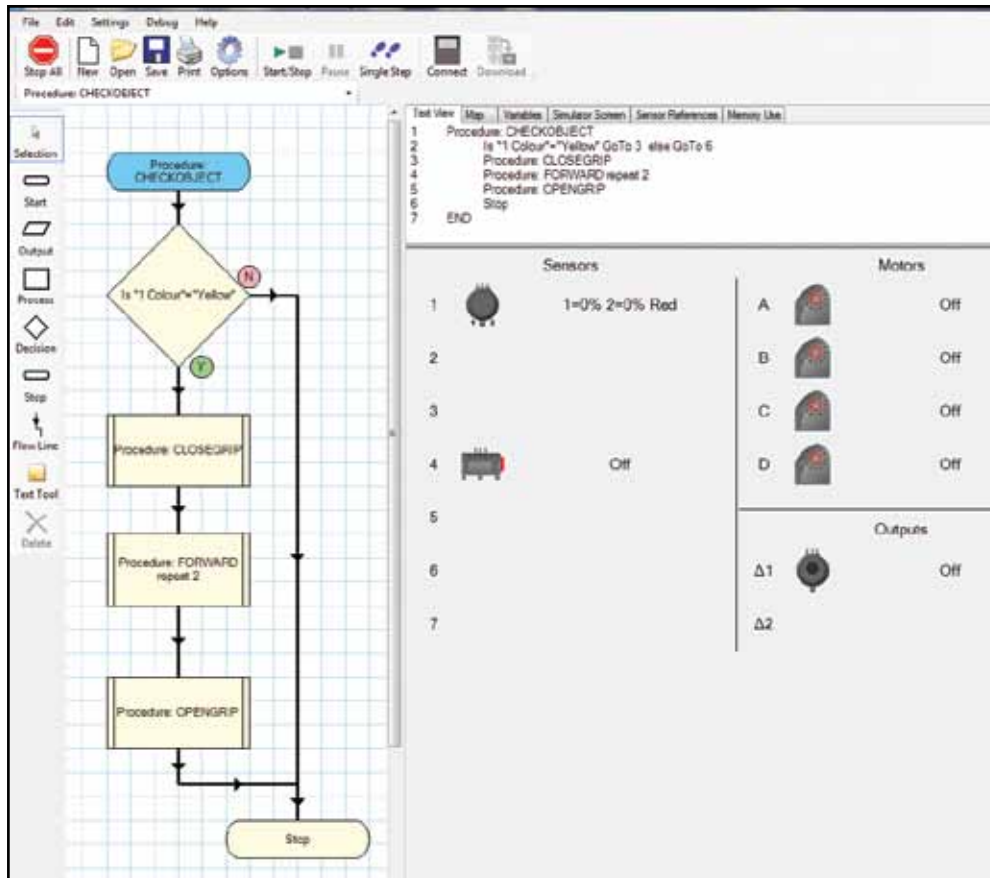 File Edit Settings Debug Help
Stop All New Open Save Print Options Start/Stop Pause Single Step Connect Download
Procedure: CHECKOBJECT
Selection
Start
Output
Process
Decision
Stop
Flow Line
Text Tool
Delete
Procedure: CHECKOBJECT
Is "1 Colour"="Yellow"
N
Y
Procedure: CLOSEGRIP
Procedure: FORWARD
repeat 2
Procedure: OPENGRIP
Stop
Text View Map Variables Simulator Screen Sensor References Memory Use
1 Procedure: CHECKOBJECT
2 Is "1 Colour"="Yellow" GoTo 3 else GoTo 6
3 Procedure: CLOSEGRIP
4 Procedure: FORWARD repeat 2
5 Procedure: OPENGRIP
6 Stop
7 END
Sensors
1 1=0% 2=0% Red
2
3
4 Off
5
6
7
Motors
A Off
B Off
C Off
D Off
Outputs
Δ1 Off
Δ2